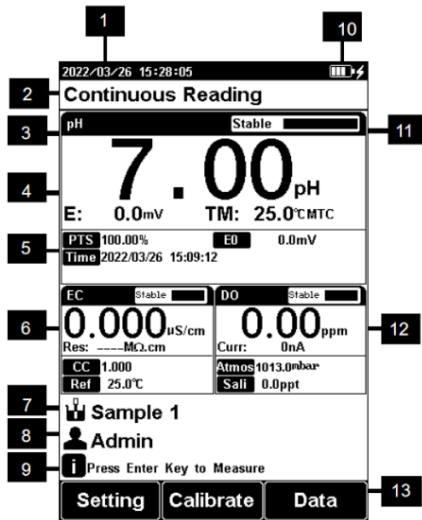 1
10
2022/03/26 15:28:05
2
Continuous Reading
3
pH
Stable
11
4
7.00pH
E: 0.0mV TM: 25.0℃MTC
5
PTS 100.00% E0 0.0mV
Time 2022/03/26 15:09:12
EC Stable
DO Stable
6
0.000µS/cm
0.00ppm
12
Res: ----MΩ.cm
Curr: 0nA
CC 1.000
Atmos 1013.0mbar
Ref 25.0℃
Sali 0.0ppt
7
Sample 1
8
Admin
9
i Press Enter Key to Measure
13
Setting Calibrate Data